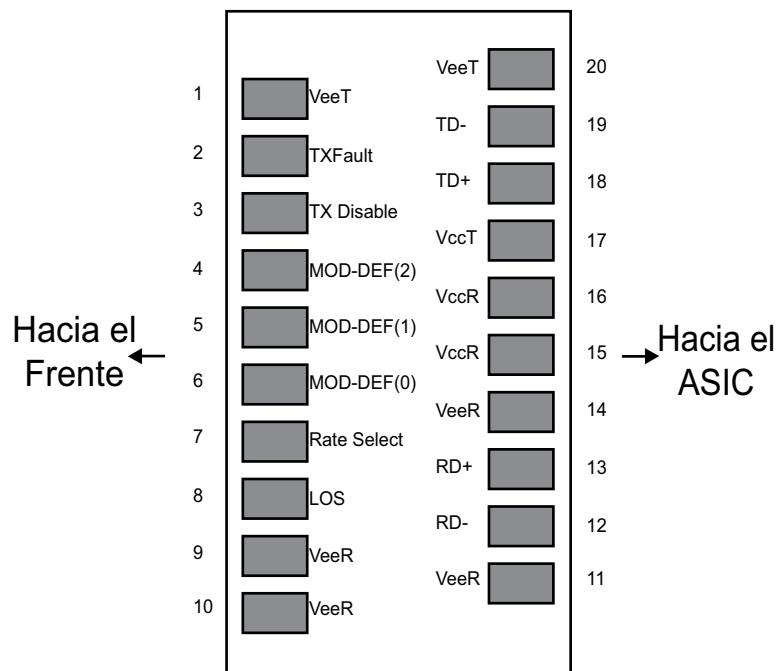 Hacia el
Frente
1 VeeT
2 TXFault
3 TX Disable
4 MOD-DEF(2)
5 MOD-DEF(1)
6 MOD-DEF(0)
7 Rate Select
8 LOS
9 VeeR
10 VeeR
VeeT 20
TD- 19
TD+ 18
VccT 17
VccR 16
VccR 15
VeeR 14
RD+ 13
RD- 12
VeeR 11
Hacia el
ASIC